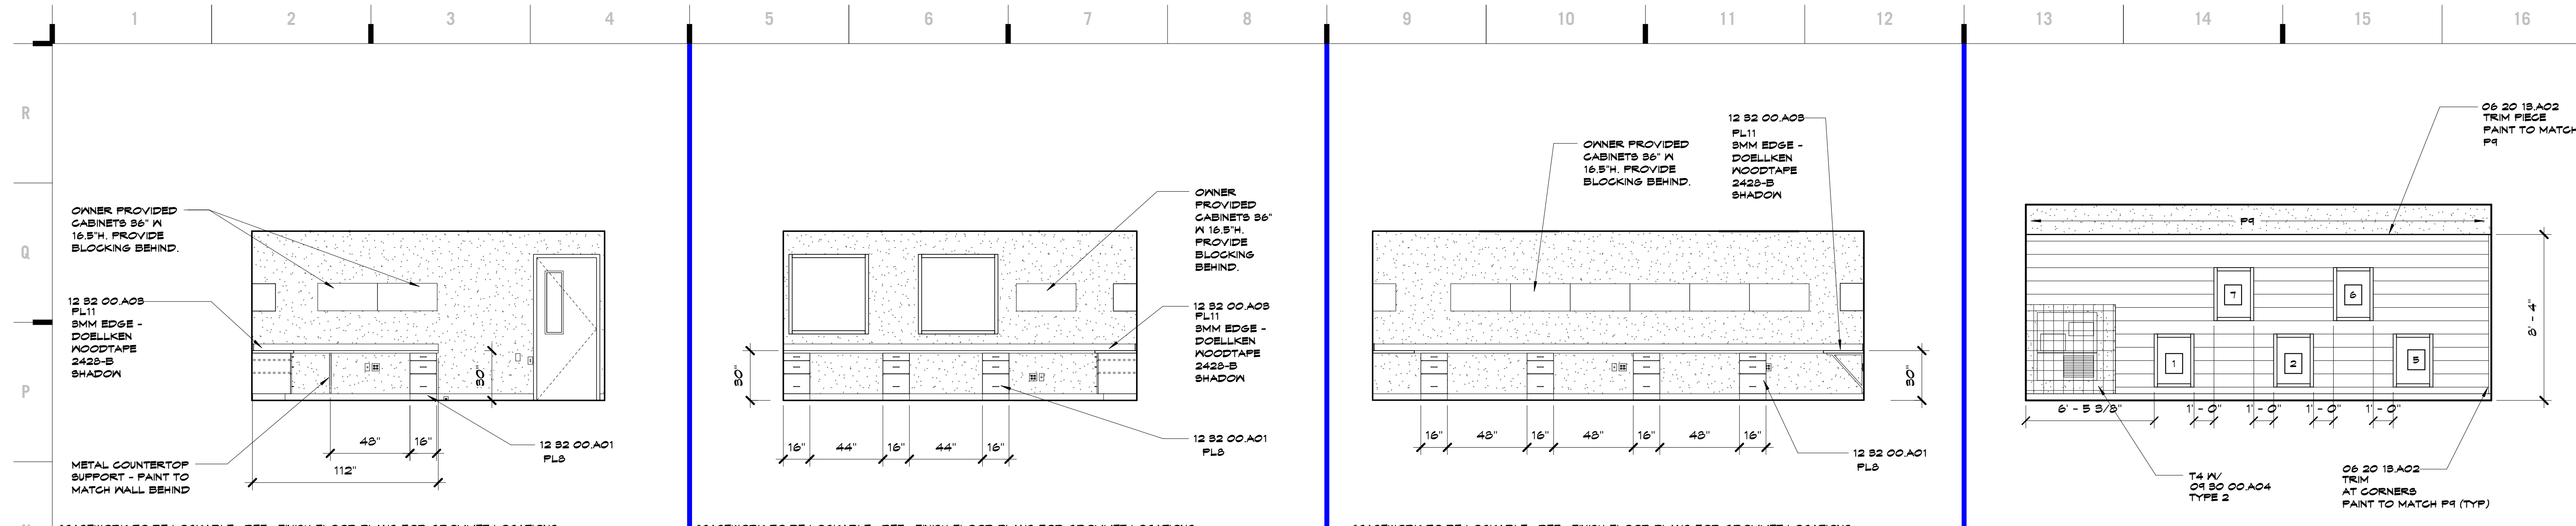 1 2 3 4 5 6 7 8 9 10 11 12 13 14 15 16
R
Q
P
OWNER PROVIDED
CABINETS 36" W
16.5"H. PROVIDE
BLOCKING BEHIND.
12 32 00.A03
PL11
3MM EDGE -
DOELLKEN
WOODTAPE
2428-B
SHADOW
METAL COUNTERTOP
SUPPORT - PAINT TO
MATCH WALL BEHIND
30"
48"
16"
112"
12 32 00.A01
PL8
OWNER
PROVIDED
CABINETS 36"
W 16.5"H.
PROVIDE
BLOCKING
BEHIND.
12 32 00.A03
PL11
3MM EDGE -
DOELLKEN
WOODTAPE
2428-B
SHADOW
30"
16" 44" 16" 44" 16"
12 32 00.A01
PL8
OWNER PROVIDED
CABINETS 36" W
16.5"H. PROVIDE
BLOCKING BEHIND.
12 32 00.A03
PL11
3MM EDGE -
DOELLKEN
WOODTAPE
2428-B
SHADOW
30"
16" 48" 16" 48" 16" 48" 16"
12 32 00.A01
PL8
06 20 13.A02
TRIM PIECE
PAINT TO MATCH
P9
P9
7 6
1 2 5
8' - 4"
6' - 5 3/8" 1' - 0" 1' - 0" 1' - 0" 1' - 0"
T4 W/
09 30 00.A04
TYPE 2
06 20 13.A02
TRIM
AT CORNERS
PAINT TO MATCH P9 (TYP)